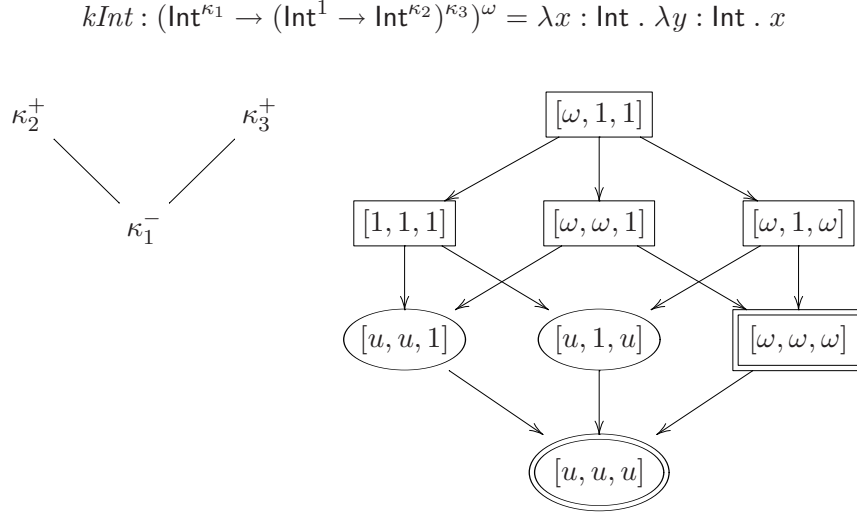 kInt : (Int^κ₁ → (Int^1 → Int^κ₂)^κ₃)^ω = λx : Int . λy : Int . x
κ₂⁺ κ₃⁺ [ω, 1, 1]
κ₁⁻ [1, 1, 1] [ω, ω, 1] [ω, 1, ω]
[u, u, 1] [u, 1, u] [ω, ω, ω]
[u, u, u]